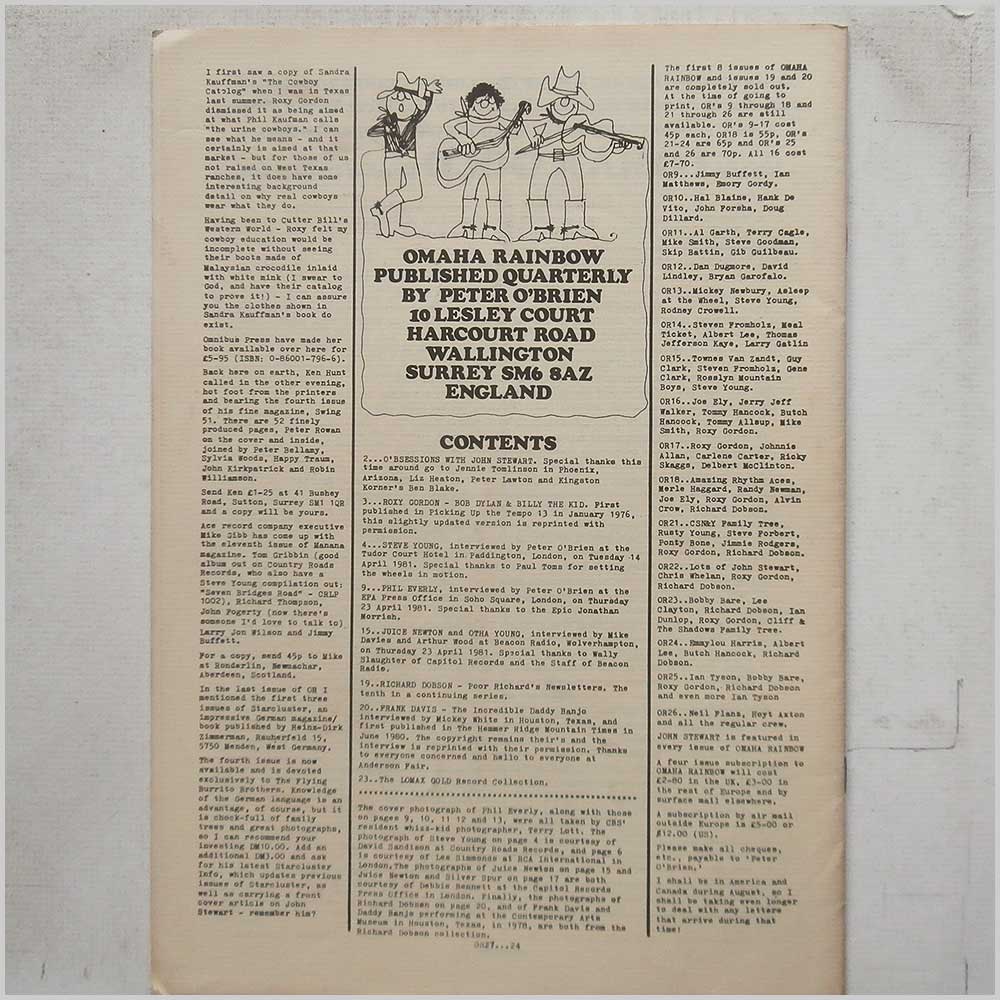 I first saw a copy of Sandra
Kauffman's "The Cowboy
Catolog" when I was in Texas
last summer. Roxy Gordon
dismissed it as being aimed
at what Phil Kaufman calls
"the urine cowboys." I can
see what he means - and it
certainly is aimed at that
market - but for those of us
not raised on West Texas
ranches, it does have some
interesting background
detail on why real cowboys
wear what they do.
Having been to Cutter Bill's
Western World - Roxy felt my
cowboy education would be
incomplete without seeing
their boots made of
Malaysian crocodile inlaid
with white mink (I swear to
God, and have their catalog
to prove it!) - I can assure
you the clothes shown in
Sandra Kauffman's book do
exist.
Omnibus Press have made her
book available over here for
£5-95 (ISBN: 0-86001-796-6).
Back here on earth, Ken Hunt
called in the other evening,
hot foot from the printers
and bearing the fourth issue
of his fine magazine, Swing
51. There are 52 finely
produced pages, Peter Rowan
on the cover and inside,
joined by Peter Bellamy,
Sylvia Woods, Happy Traum,
John Kirkpatrick and Robin
Williamson.
Send Ken £1-25 at 41 Bushey
Road, Sutton, Surrey SM1 1QR
and a copy will be yours.
Ace record company executive
Mike Gibb has come up with
the eleventh issue of Manana
magazine. Tom Gribbin (good
album out on Country Roads
Records, who also have a
Steve Young compilation out;
"Seven Bridges Road" - CRLP
1002), Richard Thompson,
John Fogerty (now there's
someone I'd love to talk to)
Larry Jon Wilson and Jimmy
Buffett.
For a copy, send 45p to Mike
at Ronderlin, Newmachar,
Aberdeen, Scotland.
In the last issue of OR I
mentioned the first three
issues of Starcluster, an
impressive German magazine/
book published by Heinz-Dirk
Zimmerman, Rauherfeld 15,
5750 Menden, West Germany.
The fourth issue is now
available and is devoted
exclusively to The Flying
Burrito Brothers. Knowledge
of the German language is an
advantage, of course, but it
is chock-full of family
trees and great photographs,
so I can recommend your
investing DM10.00. Add an
additional DM3.00 and ask
for his latest Starcluster
Info, which updates previous
issues of Starcluster, as
well as carrying a front
cover article on John
Stewart - remember him?
OMAHA RAINBOW
PUBLISHED QUARTERLY
BY PETER O'BRIEN
10 LESLEY COURT
HARCOURT ROAD
WALLINGTON
SURREY SM6 8AZ
ENGLAND
CONTENTS
2...O'BSESSIONS WITH JOHN STEWART. Special thanks this
time around go to Jennie Tomlinson in Phoenix,
Arizona, Liz Heaton, Peter Lawton and Kingston
Korner's Ben Blake.
3...ROXY GORDON - BOB DYLAN & BILLY THE KID. First
published in Picking Up the Tempo 13 in January 1976,
this slightly updated version is reprinted with
permission.
4...STEVE YOUNG, interviewed by Peter O'Brien at the
Tudor Court Hotel in Paddington, London, on Tuesday 14
April 1981. Special thanks to Paul Toms for setting
the wheels in motion.
9...PHIL EVERLY, interviewed by Peter O'Brien at the
EPA Press Office in Soho Square, London, on Thursday
23 April 1981. Special thanks to the Epic Jonathan
Morrish.
15..JUICE NEWTON and OTHA YOUNG, interviewed by Mike
Davies and Arthur Wood at Beacon Radio, Wolverhampton,
on Thursday 23 April 1981. Special thanks to Wally
Slaughter of Capitol Records and the Staff of Beacon
Radio.
19..RICHARD DOBSON - Poor Richard's Newsletters. The
tenth in a continuing series.
20..FRANK DAVIS - The Incredible Daddy Banjo
interviewed by Mickey White in Houston, Texas, and
first published in The Hemmer Ridge Mountain Times in
June 1980. The copyright remains their's and the
interview is reprinted with their permission. Thanks
to everyone concerned and hello to everyone at
Anderson Fair.
23..The LOMAX GOLD Record Collection.
The cover photograph of Phil Everly, along with those
on pages 9, 10, 11 12 and 13, were all taken by CBS'
resident whizz-kid photographer, Terry Lott. The
photograph of Steve Young on page 4 is courtesy of
David Sandison at Country Roads Records, and page 6
is courtesy of Lee Simmonds at RCA International in
London. The photographs of Juice Newton on page 15 and
Juice Newton and Silver Spur on page 17 are both
courtesy of Debbie Bennett at the Capitol Records
Press Office in London. Finally, the photographs of
Richard Dobson on page 20, and of Frank Davis and
Daddy Banjo performing at the Contemporary Arts
Museum in Houston, Texas, in 1978, are both from the
Richard Dobson collection.
OR27...24
The first 8 issues of OMAHA
RAINBOW and issues 19 and 20
are completely sold out.
At the time of going to
print, OR's 9 through 18 and
21 through 26 are still
available. OR's 9-17 cost
45p each, OR18 is 55p, OR's
21-24 are 65p and OR's 25
and 26 are 70p. All 16 cost
£7-70.
OR9...Jimmy Buffett, Ian
Matthews, Emory Gordy.
OR10..Hal Blaine, Hank De
Vito, John Forsha, Doug
Dillard.
OR11..Al Garth, Terry Cagle,
Mike Smith, Steve Goodman,
Skip Battin, Gib Guilbeau.
OR12..Dan Dugmore, David
Lindley, Bryan Garofalo.
OR13..Mickey Newbury, Asleep
at the Wheel, Steve Young,
Rodney Crowell.
OR14..Steven Fromholz, Meal
Ticket, Albert Lee, Thomas
Jefferson Kaye, Larry Gatlin
OR15..Townes Van Zandt, Guy
Clark, Steven Fromholz, Gene
Clark, Rosslyn Mountain
Boys, Steve Young.
OR16..Joe Ely, Jerry Jeff
Walker, Tommy Hancock, Butch
Hancock, Tommy Allsup, Mike
Smith, Roxy Gordon.
OR17..Roxy Gordon, Johnnie
Allan, Carlene Carter, Ricky
Skaggs, Delbert McClinton.
OR18..Amazing Rhythm Aces,
Merle Haggard, Randy Newman,
Joe Ely, Roxy Gordon, Alvin
Crow, Richard Dobson.
OR21..CSN&Y Family Tree,
Rusty Young, Steve Forbert,
Ponty Bone, Jimmie Rodgers,
Roxy Gordon, Richard Dobson.
OR22..Lots of John Stewart,
Chris Whelan, Roxy Gordon,
Richard Dobson.
OR23..Bobby Bare, Lee
Clayton, Richard Dobson, Ian
Dunlop, Roxy Gordon, Cliff &
The Shadows Family Tree.
OR24..Emmylou Harris, Albert
Lee, Butch Hancock, Richard
Dobson.
OR25..Ian Tyson, Bobby Bare,
Roxy Gordon, Richard Dobson
and even more Ian Tyson
OR26..Neil Flanz, Hoyt Axton
and all the regular crew.
JOHN STEWART is featured in
every issue of OMAHA RAINBOW
A four issue subscription to
OMAHA RAINBOW will cost
£2-80 in the UK, £3-00 in
the rest of Europe and by
surface mail elsewhere.
A subscription by air mail
outside Europe is £5-00 or
$12.00 (US).
Please make all cheques,
etc., payable to 'Peter
O'Brien.'
I shall be in America and
Canada during August, so I
shall be taking even longer
to deal with any letters
that arrive during that
time!